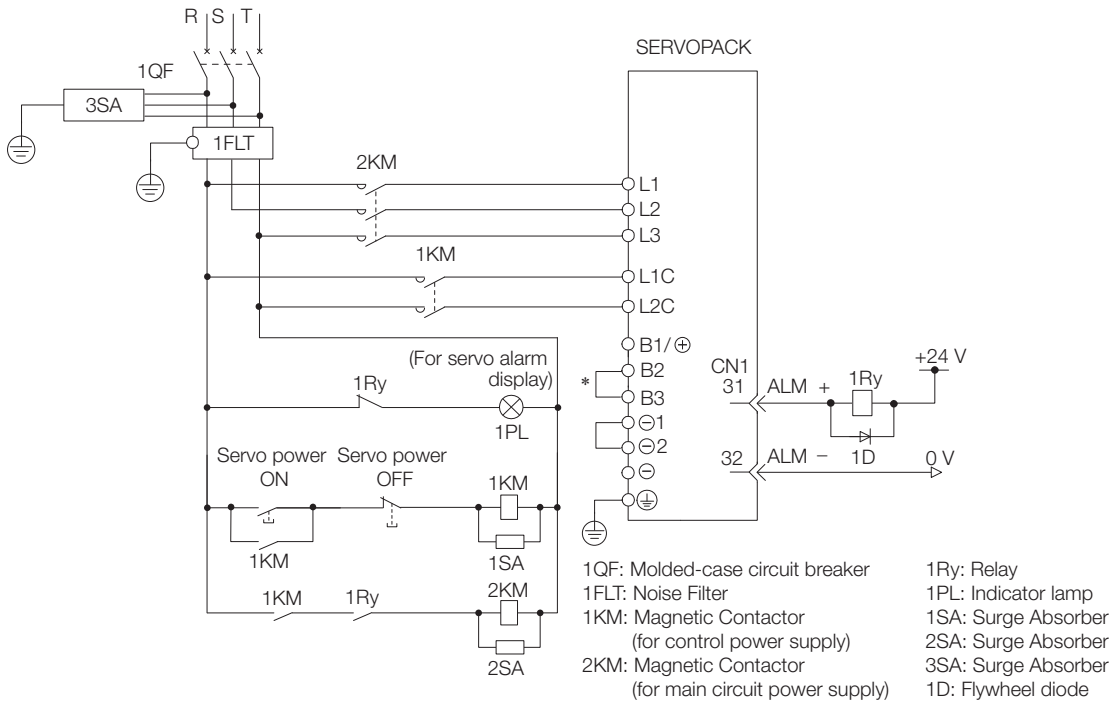 R S T
SERVOPACK
1QF
3SA
1FLT
2KM
L1
L2
L3
1KM
L1C
L2C
B1/⊕
(For servo alarm
display)
CN1
+24 V
1Ry
*
B2
31
ALM +
1Ry
B3
1PL
⊖1
1D
⊖2
Servo power
ON
Servo power
OFF
32
ALM −
0 V
⊖
1KM
1KM
1SA
1KM
1Ry
2KM
2SA
1QF: Molded-case circuit breaker
1FLT: Noise Filter
1KM: Magnetic Contactor
(for control power supply)
2KM: Magnetic Contactor
(for main circuit power supply)
1Ry: Relay
1PL: Indicator lamp
1SA: Surge Absorber
2SA: Surge Absorber
3SA: Surge Absorber
1D: Flywheel diode